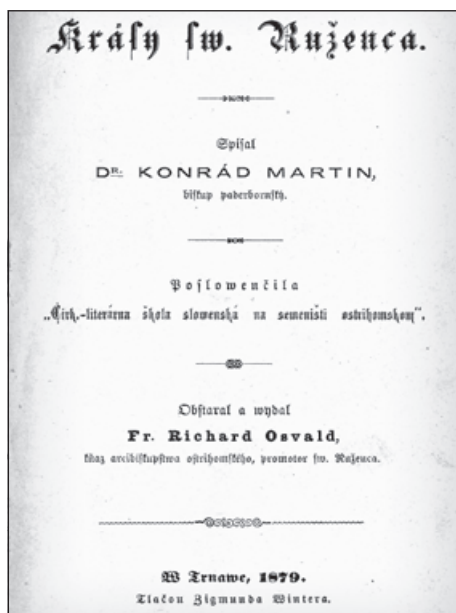 Krásy sw. Ruženca.
Spísal
DR. KONRÁD MARTIN,
biskup paderbornský.
Poslowenčila
„Cirk.-literárna škola slowenská na semeništi ostrihomskom“.
Obstaral a wydal
Fr. Richard Osvald,
kňaz arcibiskupstwa ostrihomského, promotor sw. Ruženca.
W Trnawe, 1879.
Tlačou Zigmunda Wintera.